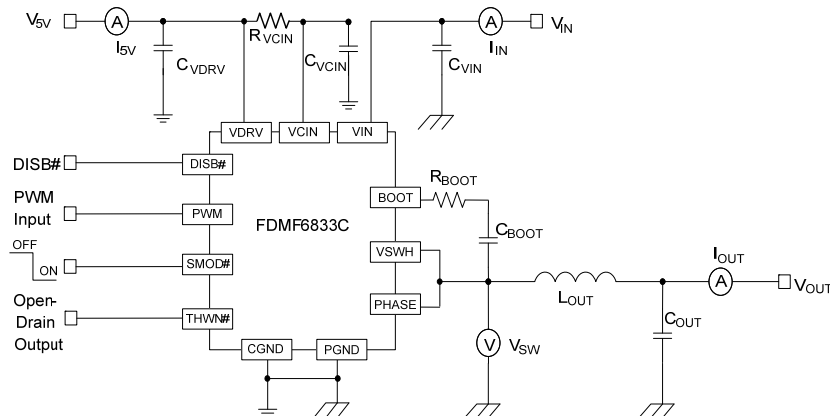 V5V
A
I5V
CVDRV
RVCIN
CVCIN
CVIN
A
IIN
VIN
VDRV
VCIN
VIN
DISB#
DISB#
PWM
Input
PWM
OFF
ON
SMOD#
Open-
Drain
Output
THWN#
FDMF6833C
BOOT
RBOOT
CBOOT
VSWH
PHASE
LOUT
IOUT
A
VOUT
COUT
V
VSW
CGND
PGND